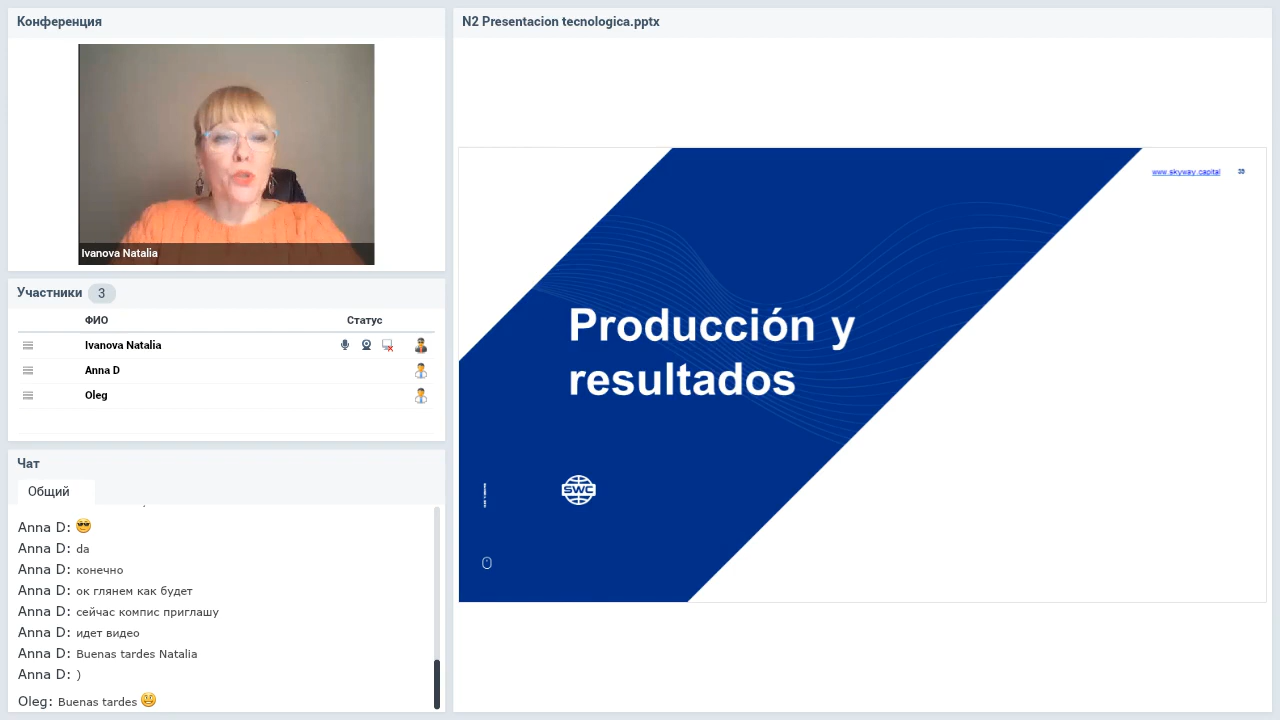 Конференция
Ivanova Natalia
Участники 3
ФИО Статус
Ivanova Natalia
Anna D
Oleg
Чат
Общий
Anna D:
Anna D: da
Anna D: конечно
Anna D: ок глянем как будет
Anna D: сейчас компис приглашу
Anna D: идет видео
Anna D: Buenas tardes Natalia
Anna D: )
Oleg: Buenas tardes
N2 Presentacion tecnologica.pptx
www.skyway.capital
Producción y
resultados
SWC